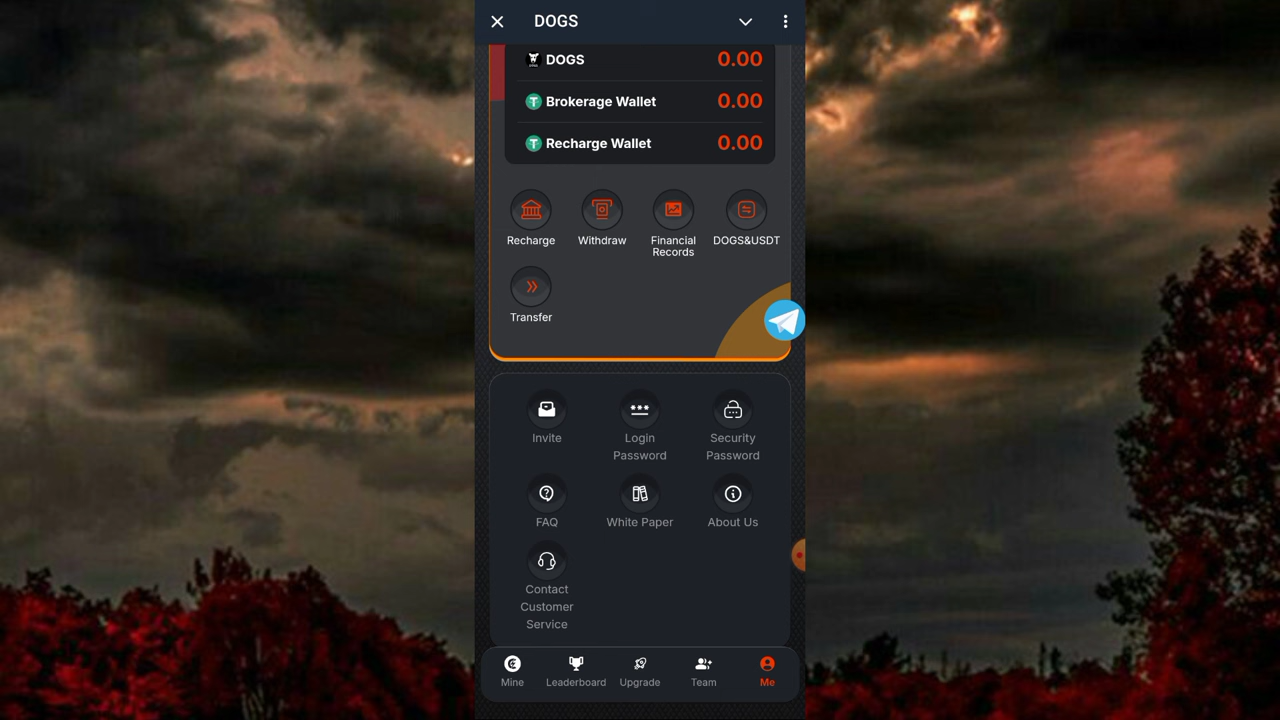 DOGS
DOGS 0.00
Brokerage Wallet 0.00
Recharge Wallet 0.00
Recharge Withdraw Financial DOGS&USDT
Records
Transfer
Invite Login Security
Password Password
FAQ White Paper About Us
Contact
Customer
Service
Mine Leaderboard Upgrade Team Me